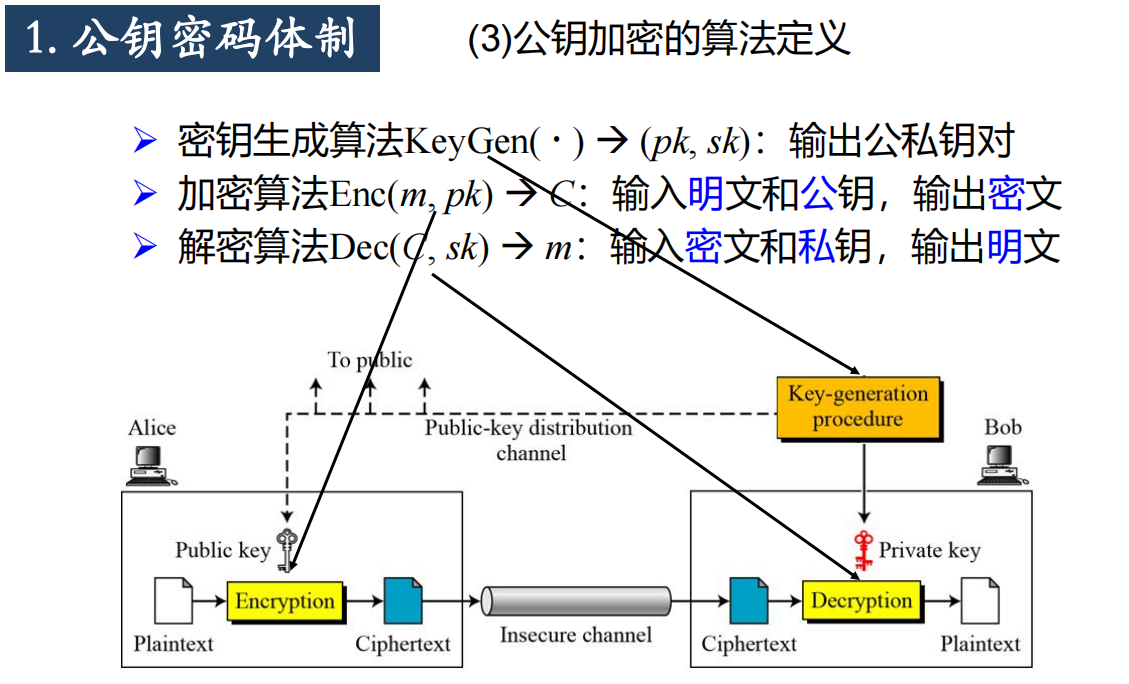 1. 公钥密码体制
(3)公钥加密的算法定义
➢ 密钥生成算法KeyGen(·) → (pk, sk)：输出公私钥对
➢ 加密算法Enc(m, pk) → C：输入明文和公钥，输出密文
➢ 解密算法Dec(C, sk) → m：输入密文和私钥，输出明文
To public
Key-generation
procedure
Alice
Public-key distribution
channel
Bob
Public key
Private key
Encryption
Decryption
Plaintext
Ciphertext
Insecure channel
Ciphertext
Plaintext